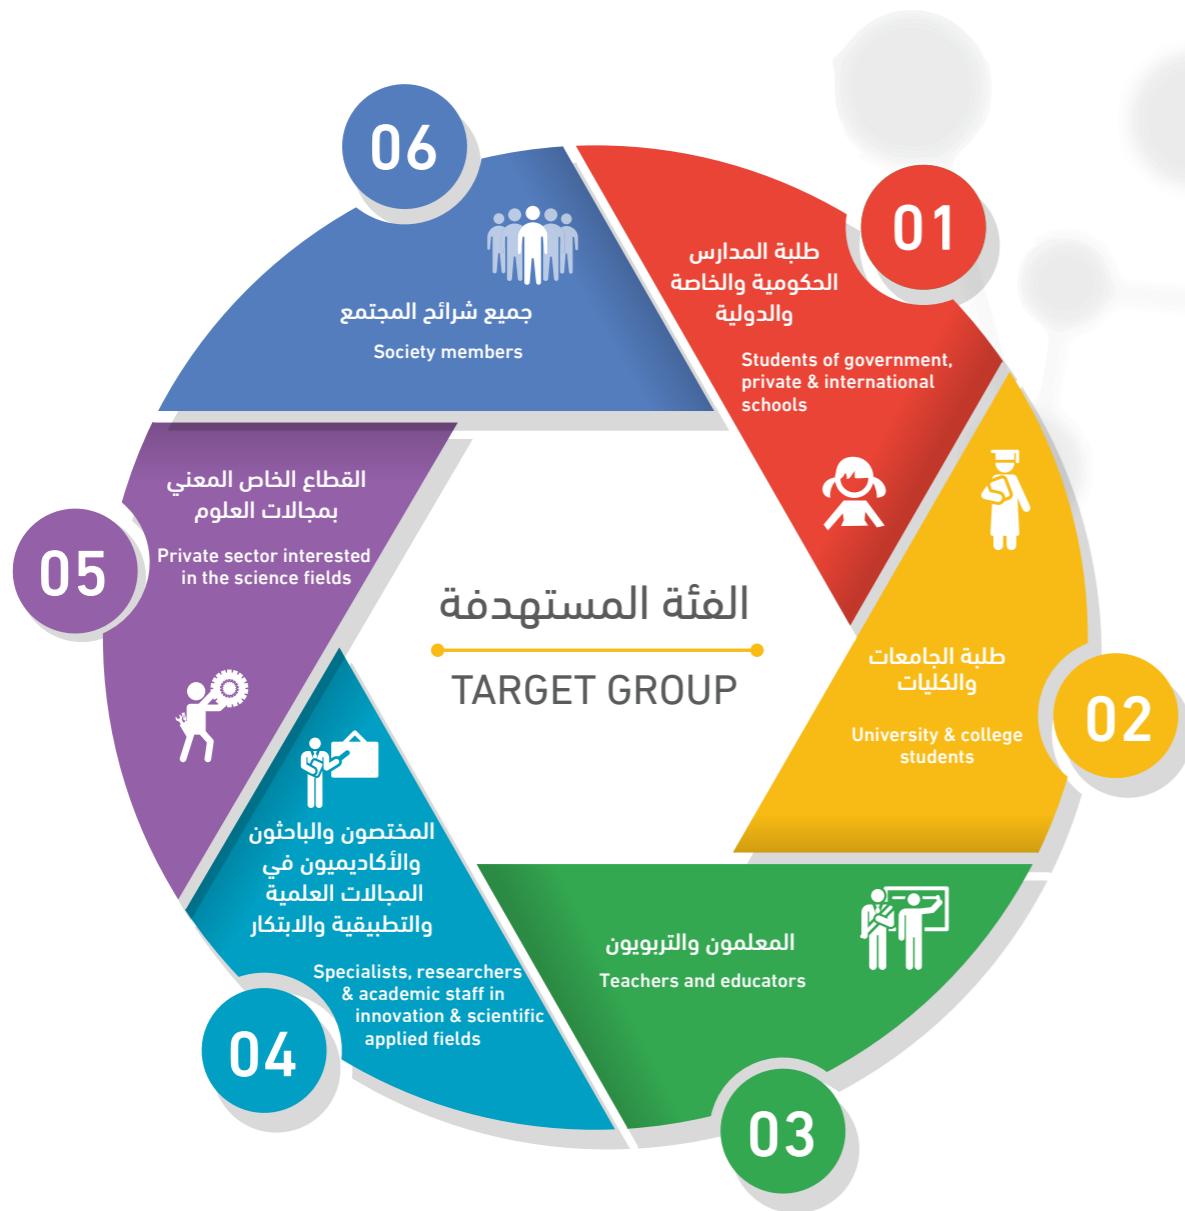 الفئة المستهدفة
TARGET GROUP
01
طلبة المدارس
الحكومية والخاصة
والدولية
Students of government,
private & international
schools
02
طلبة الجامعات
والكليات
University & college
students
03
المعلمون والتربويون
Teachers and educators
04
المختصون والباحثون
والأكاديميون في
المجالات العلمية
والتطبيقية والابتكار
Specialists, researchers
& academic staff in
innovation & scientific
applied fields
05
القطاع الخاص المعني
بمجالات العلوم
Private sector interested
in the science fields
06
جميع شرائح المجتمع
Society members